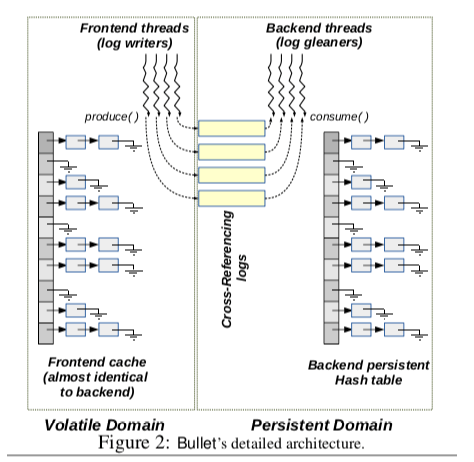 Frontend threads
(log writers)
Backend threads
(log gleaners)
produce()
consume()
Cross-Referencing
logs
Frontend cache
(almost identical
to backend)
Backend persistent
Hash table
Volatile Domain
Persistent Domain
Figure 2: Bullet's detailed architecture.